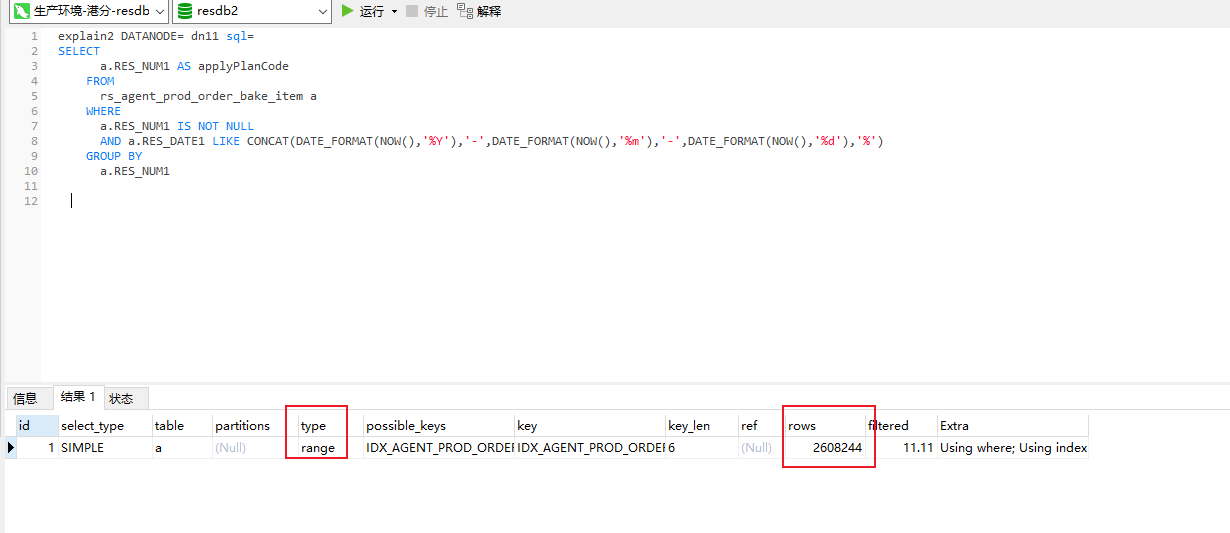 生产环境-港分-resdb resdb2 运行 停止 解释
1 explain2 DATANODE= dn11 sql=
2 SELECT
3 a.RES_NUM1 AS applyPlanCode
4 FROM
5 rs_agent_prod_order_bake_item a
6 WHERE
7 a.RES_NUM1 IS NOT NULL
8 AND a.RES_DATE1 LIKE CONCAT(DATE_FORMAT(NOW(),'%Y'),'-',DATE_FORMAT(NOW(),'%m'),'-',DATE_FORMAT(NOW(),'%d'),'%')
9 GROUP BY
10 a.RES_NUM1
11
12
信息 结果 1 状态
id select_type table partitions type possible_keys key key_len ref rows filtered Extra
1 SIMPLE a (Null) range IDX_AGENT_PROD_ORDER IDX_AGENT_PROD_ORDER 6 (Null) 2608244 11.11 Using where; Using index